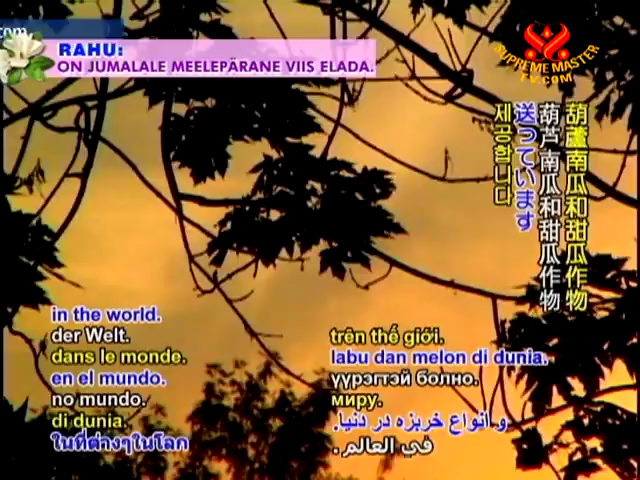 com
RAHU:
ON JUMALALE MEELEPÄRANE VIIS ELADA.
SUPREME MASTER
TV.COM
葫蘆南瓜和甜瓜作物
葫芦南瓜和甜瓜作物
送っています
제공합니다
in the world.
der Welt.
dans le monde.
en el mundo.
no mundo.
di dunia.
ในที่ต่างๆในโลก
trên thế giới.
labu dan melon di dunia.
үүрэгтэй болно.
миру.
و انواع خربزه در دنیا.
في العالم.